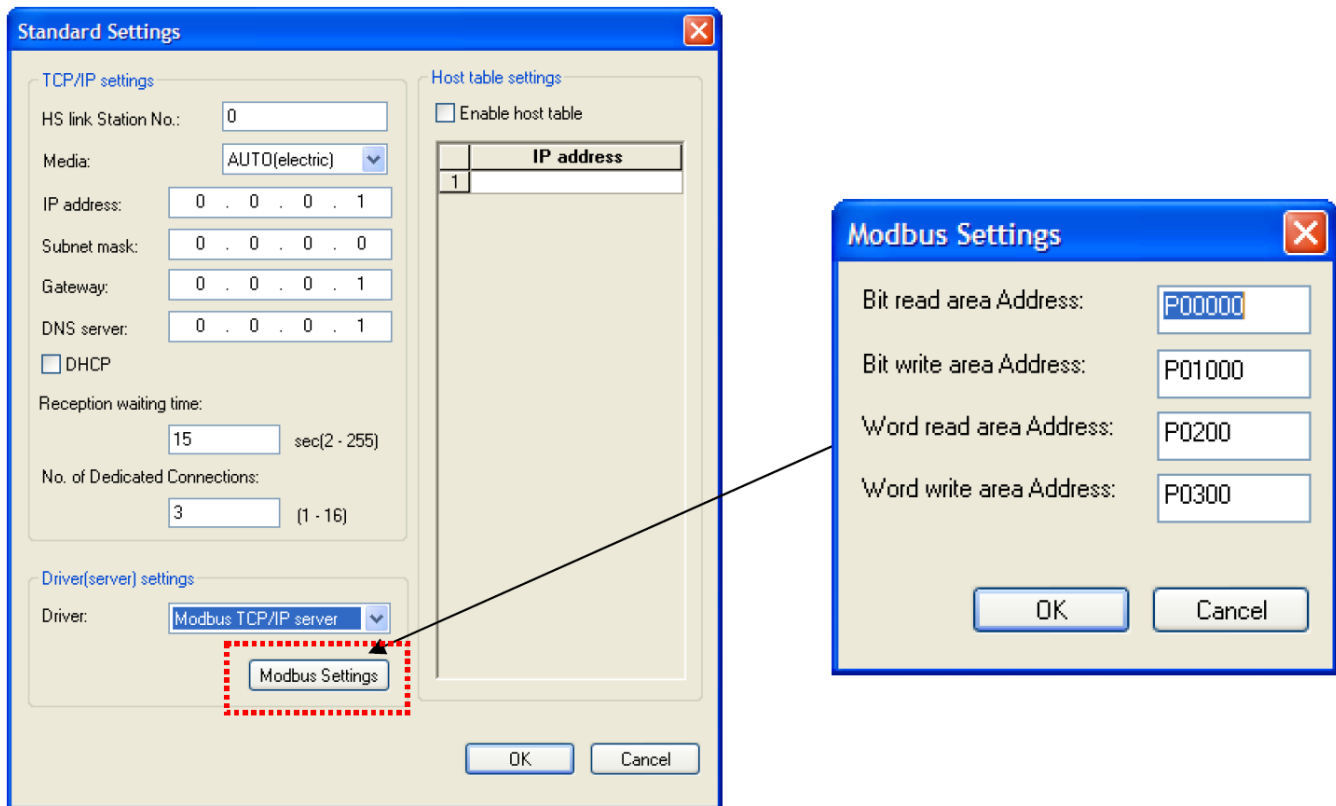 Standard Settings
TCP/IP settings
HS link Station No.: 0
Media: AUTO(electric)
IP address: 0 . 0 . 0 . 1
Subnet mask: 0 . 0 . 0 . 0
Gateway: 0 . 0 . 0 . 1
DNS server: 0 . 0 . 0 . 1
DHCP
Reception waiting time:
15 sec(2 - 255)
No. of Dedicated Connections:
3 (1 - 16)
Driver(server) settings
Driver: Modbus TCP/IP server
Modbus Settings
Host table settings
Enable host table
IP address
1
OK Cancel
Modbus Settings
Bit read area Address: P00000
Bit write area Address: P01000
Word read area Address: P0200
Word write area Address: P0300
OK Cancel